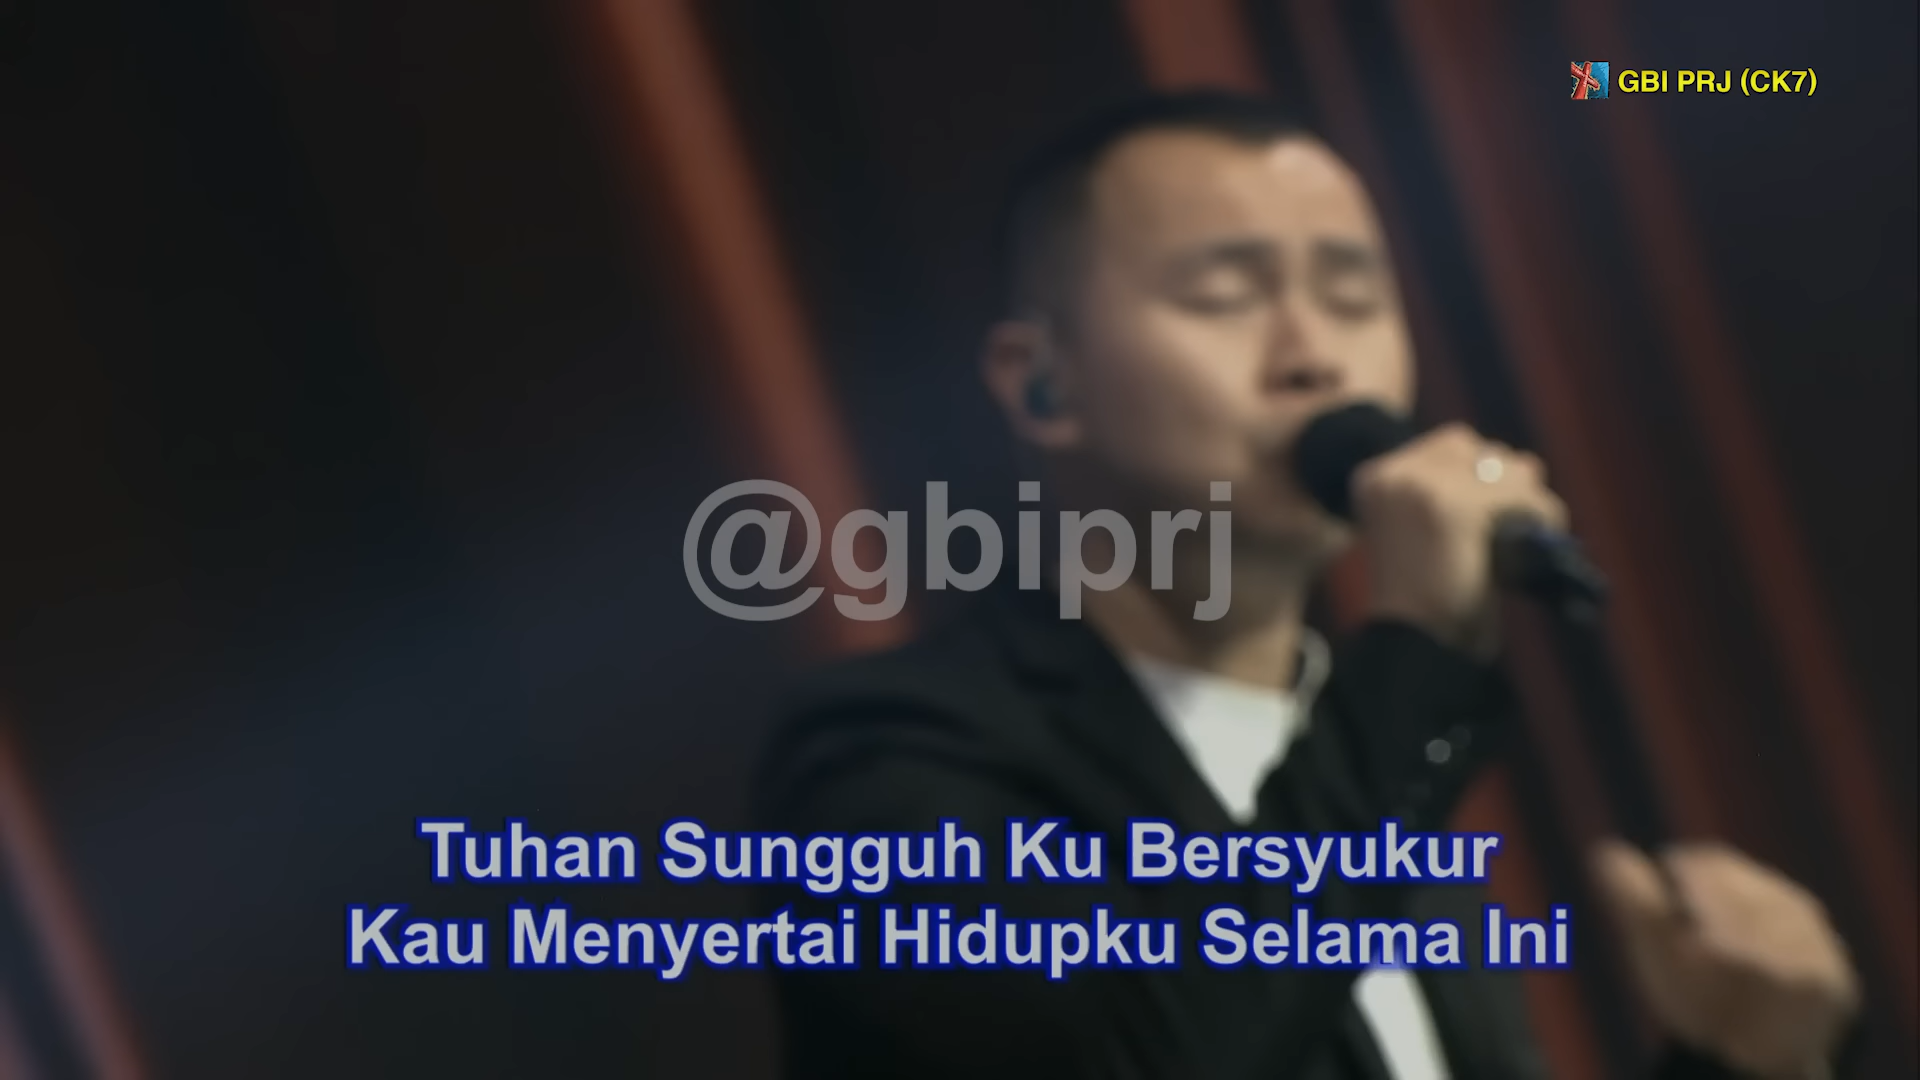 GBI PRJ (CK7)
@gbiprj
Tuhan Sungguh Ku Bersyukur
Kau Menyertai Hidupku Selama Ini